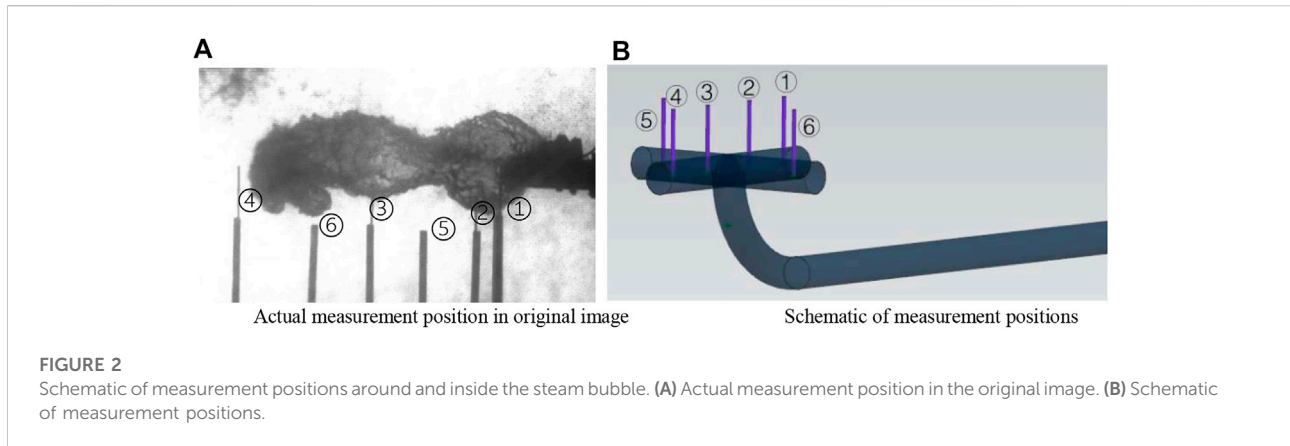 A
④
⑥
③
⑤
②
①
Actual measurement position in original image
B
⑤
④
③
②
①
⑥
Schematic of measurement positions
FIGURE 2
Schematic of measurement positions around and inside the steam bubble. (A) Actual measurement position in the original image. (B) Schematic
of measurement positions.